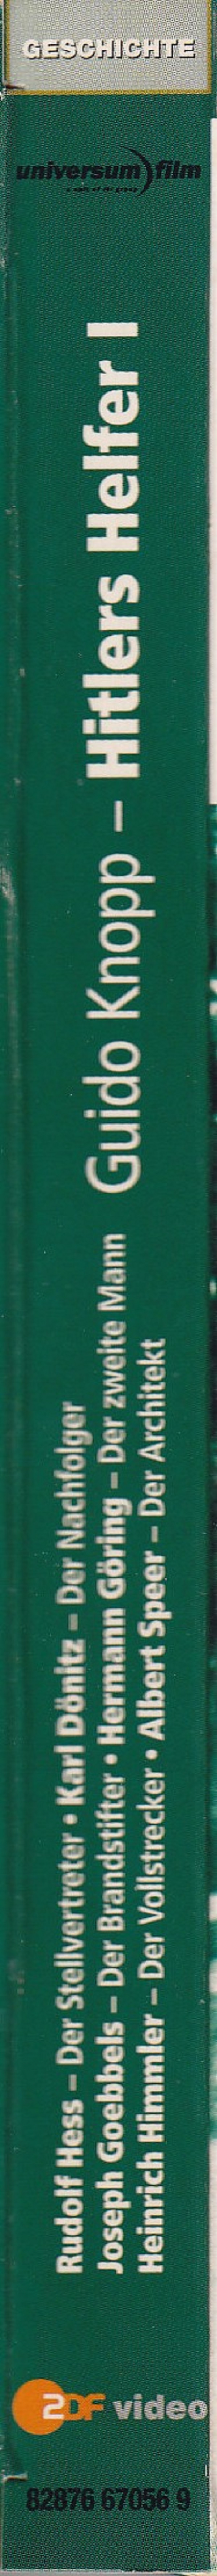 GESCHICHTE
universum film
Guido Knopp – Hitlers Helfer I
Rudolf Hess – Der Stellvertreter • Karl Dönitz – Der Nachfolger
Joseph Goebbels – Der Brandstifter • Hermann Göring – Der zweite Mann
Heinrich Himmler – Der Vollstrecker • Albert Speer – Der Architekt
ZDF video
82876 67056 9